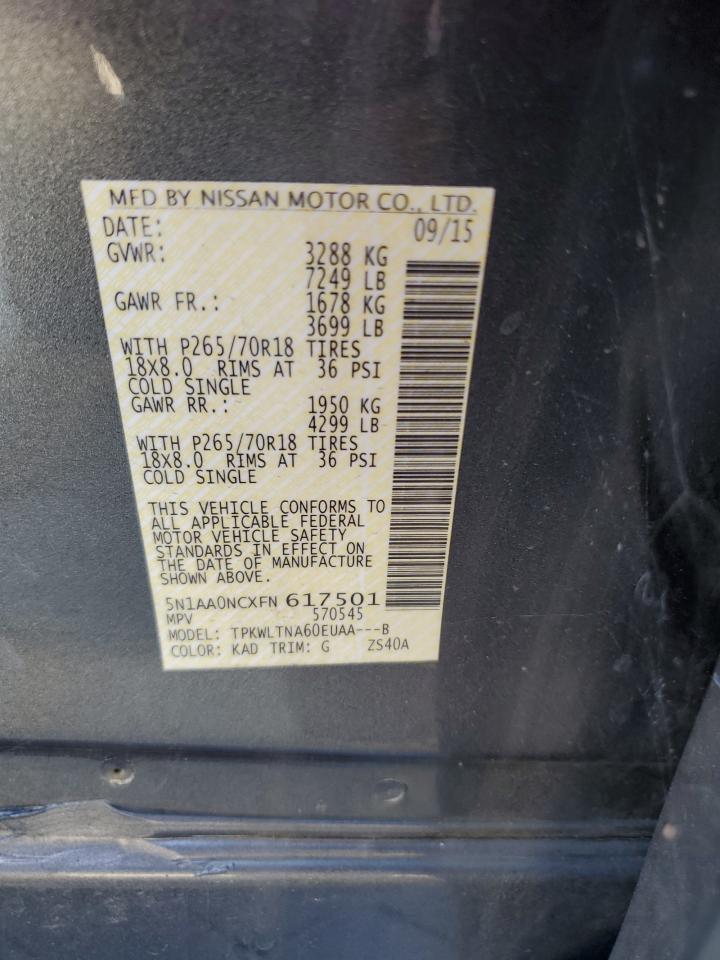 MFD BY NISSAN MOTOR CO., LTD.
DATE: 09/15
GVWR: 3288 KG
7249 LB
GAWR FR.: 1678 KG
3699 LB
WITH P265/70R18 TIRES
18X8.0 RIMS AT 36 PSI
COLD SINGLE
GAWR RR.: 1950 KG
4299 LB
WITH P265/70R18 TIRES
18X8.0 RIMS AT 36 PSI
COLD SINGLE
THIS VEHICLE CONFORMS TO
ALL APPLICABLE FEDERAL
MOTOR VEHICLE SAFETY
STANDARDS IN EFFECT ON
THE DATE OF MANUFACTURE
SHOWN ABOVE.
5N1AA0NCXFN 617501
MPV 570545
MODEL: TPKWLTNA60EUAA---B
COLOR: KAD TRIM: G ZS40A